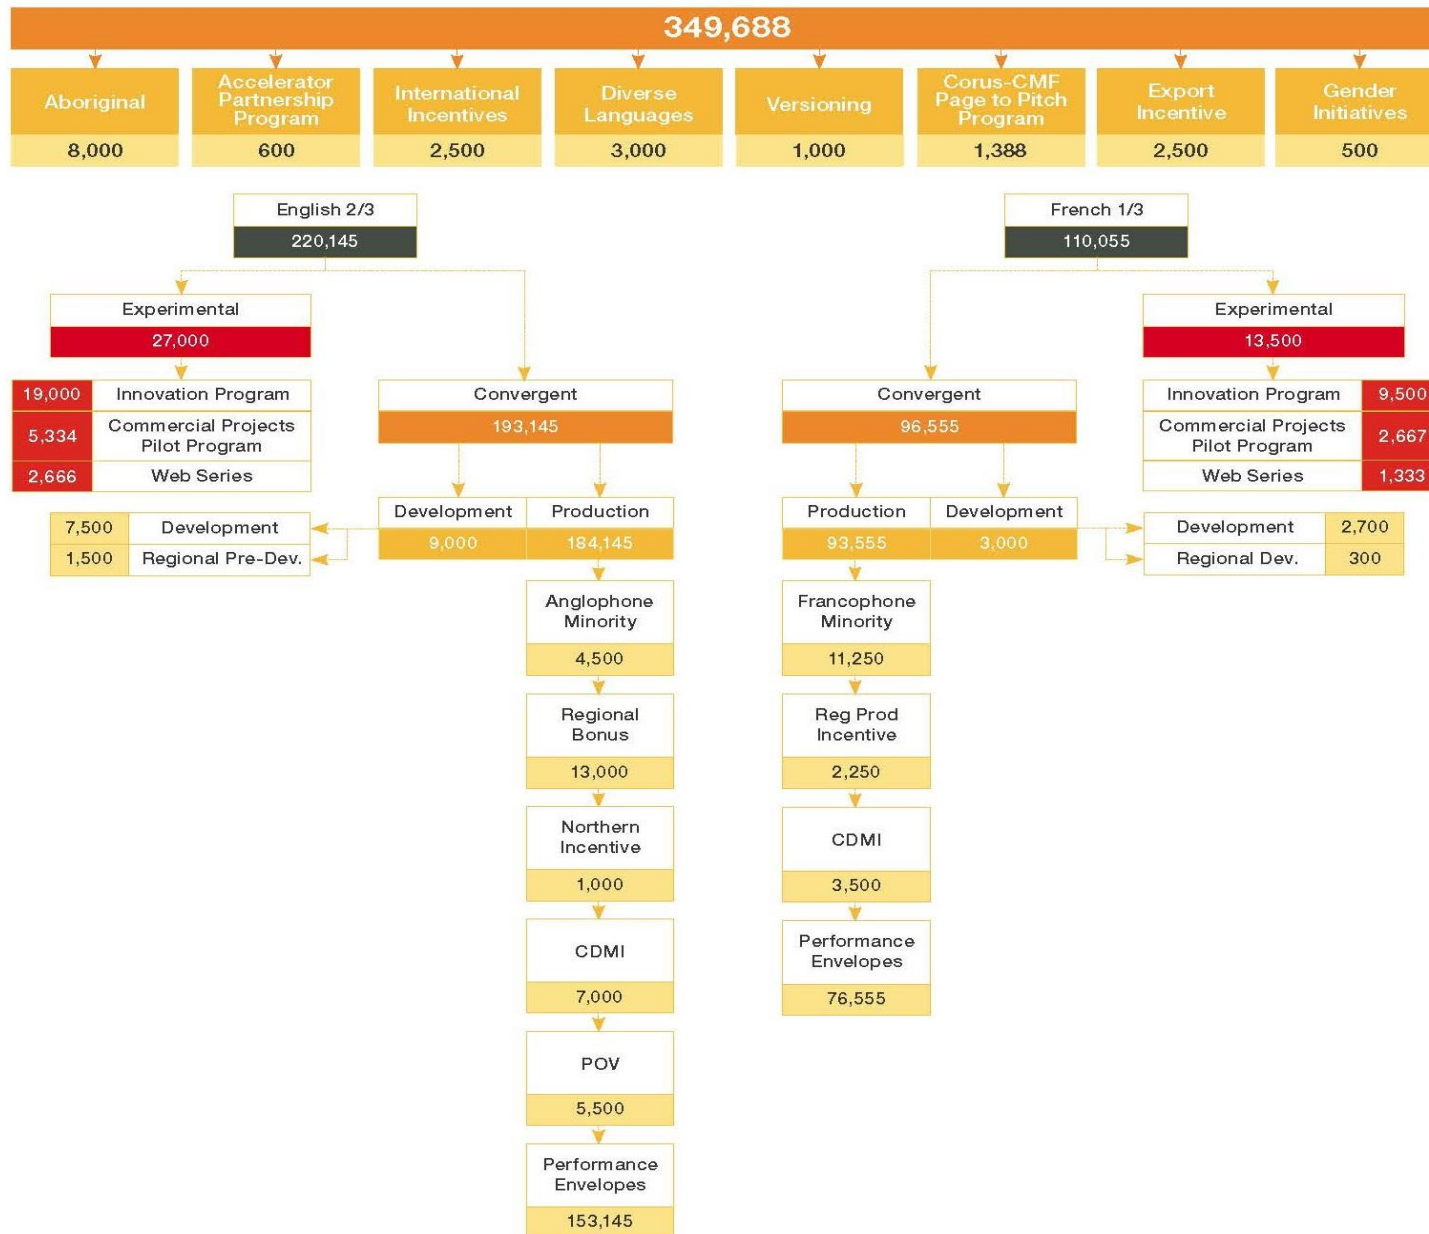 349,688
Aboriginal
8,000
Accelerator
Partnership
Program
600
International
Incentives
2,500
Diverse
Languages
3,000
Versioning
1,000
Corus-CMF
Page to Pitch
Program
1,388
Export
Incentive
2,500
Gender
Initiatives
500
English 2/3
220,145
French 1/3
110,055
Experimental
27,000
19,000 Innovation Program
5,334 Commercial Projects
Pilot Program
2,666 Web Series
Convergent
193,145
Development
9,000
Production
184,145
7,500 Development
1,500 Regional Pre-Dev.
Anglophone
Minority
4,500
Regional
Bonus
13,000
Northern
Incentive
1,000
CDMI
7,000
POV
5,500
Performance
Envelopes
153,145
Convergent
96,555
Production
93,555
Development
3,000
Francophone
Minority
11,250
Reg Prod
Incentive
2,250
CDMI
3,500
Performance
Envelopes
76,555
Experimental
13,500
Innovation Program 9,500
Commercial Projects
Pilot Program 2,667
Web Series 1,333
Development 2,700
Regional Dev. 300